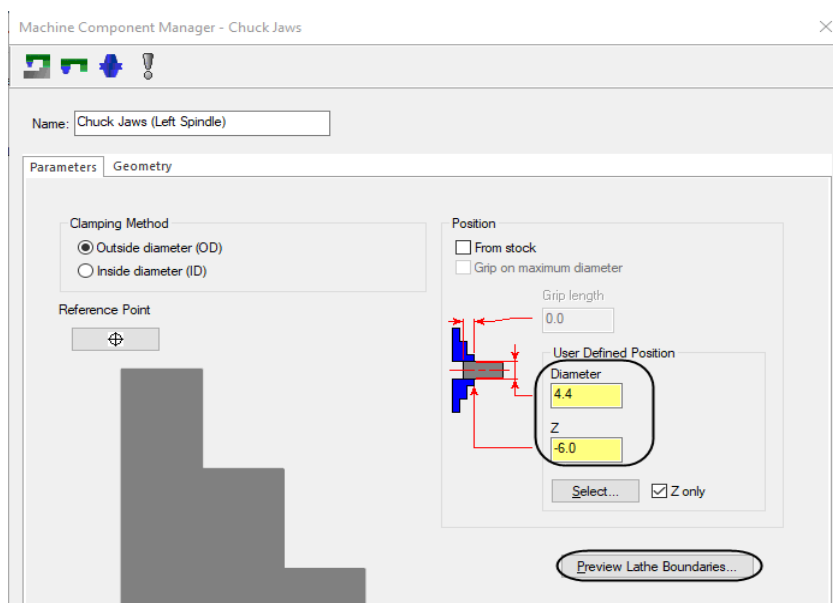 Machine Component Manager - Chuck Jaws
Name: Chuck Jaws (Left Spindle)
Parameters Geometry
Clamping Method
Outside diameter (OD)
Inside diameter (ID)
Reference Point
Position
From stock
Grip on maximum diameter
Grip length
0.0
User Defined Position
Diameter
4.4
Z
-6.0
Select... Z only
Preview Lathe Boundaries...